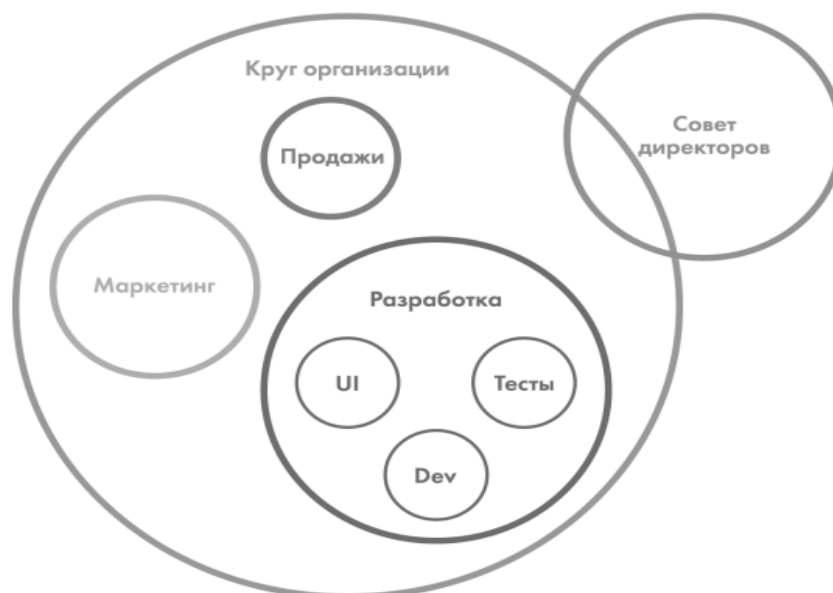 Круг организации
Совет
директоров
Продажи
Маркетинг
Разработка
UI
Тесты
Dev